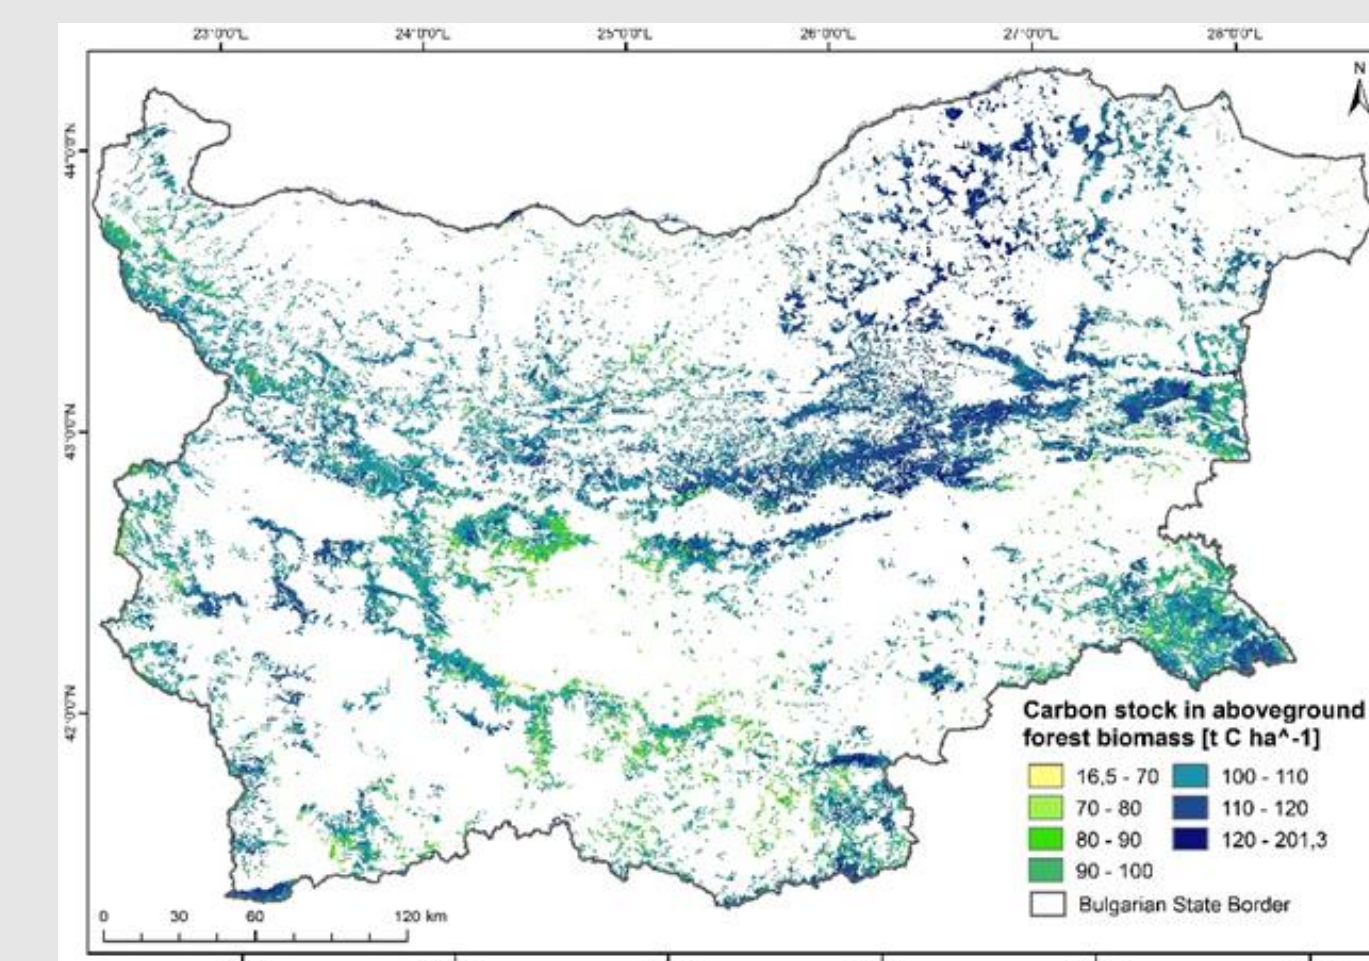 23°0'0"L 24°0'0"L 25°0'0"L 26°0'0"L 27°0'0"L 28°0'0"L
N
44°0'0"N
43°0'0"N
42°0'0"N
Carbon stock in aboveground
forest biomass [t C ha^-1]
16,5 - 70 100 - 110
70 - 80 110 - 120
80 - 90 120 - 201,3
90 - 100
Bulgarian State Border
0 30 60 120 km